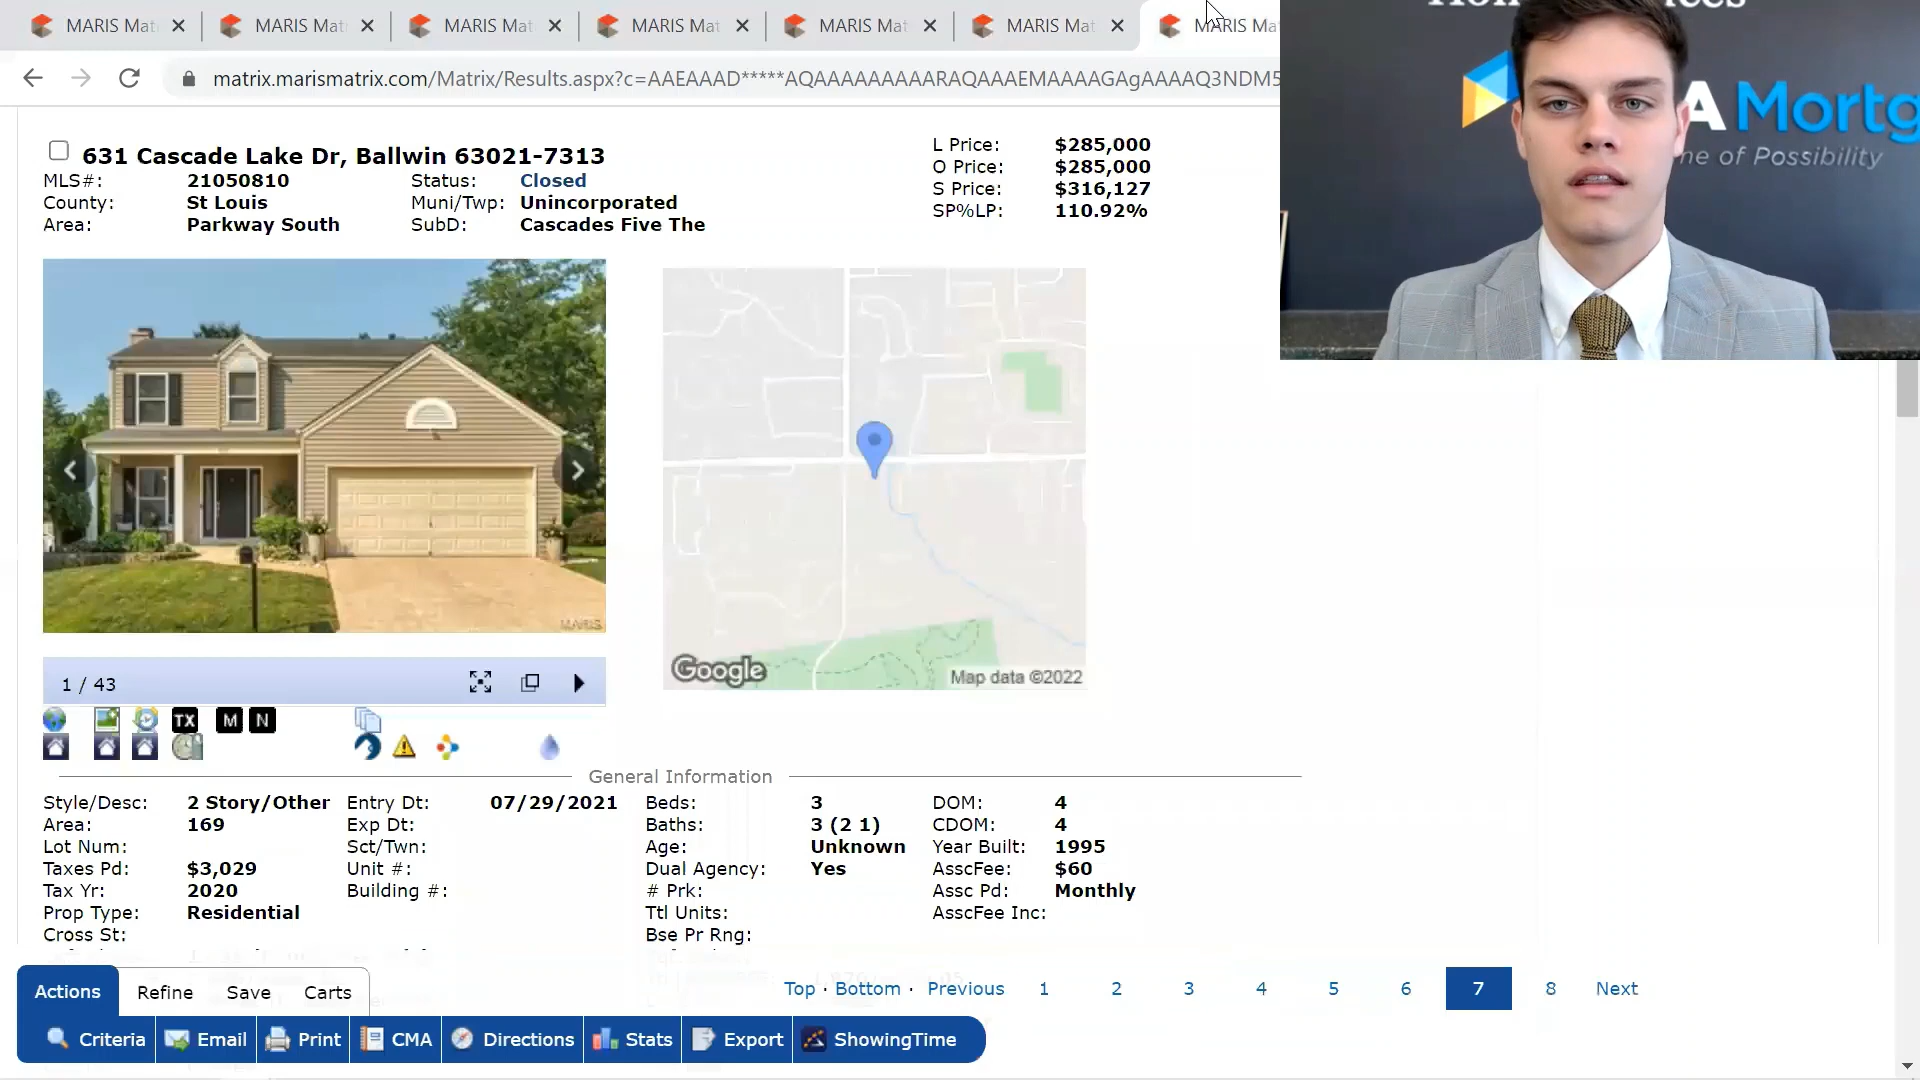 MARIS Mat
MARIS Mat
MARIS Mat
MARIS Mat
MARIS Mat
MARIS Mat
MARIS Mat
matrix.marismatrix.com/Matrix/Results.aspx?c=AAEAAAD*****AQAAAAAAAAARAQAAAEMAAAAGAgAAAAQ3NDM5
A Mortg
ne of Possibility
631 Cascade Lake Dr, Ballwin 63021-7313
MLS#: 21050810 Status: Closed
County: St Louis Muni/Twp: Unincorporated
Area: Parkway South SubD: Cascades Five The
L Price: $285,000
O Price: $285,000
S Price: $316,127
SP%LP: 110.92%
MARIS
Google
Map data ©2022
1 / 43
TX M N
General Information
Style/Desc: 2 Story/Other Entry Dt: 07/29/2021 Beds: 3 DOM: 4
Area: 169 Exp Dt: Baths: 3 (2 1) CDOM: 4
Lot Num: Sct/Twn: Age: Unknown Year Built: 1995
Taxes Pd: $3,029 Unit #: Dual Agency: Yes AsscFee: $60
Tax Yr: 2020 Building #: # Prk: Assc Pd: Monthly
Prop Type: Residential Ttl Units: AsscFee Inc:
Cross St: Bse Pr Rng:
Actions Refine Save Carts
Top · Bottom · Previous 1 2 3 4 5 6 7 8 Next
Criteria Email Print CMA Directions Stats Export ShowingTime